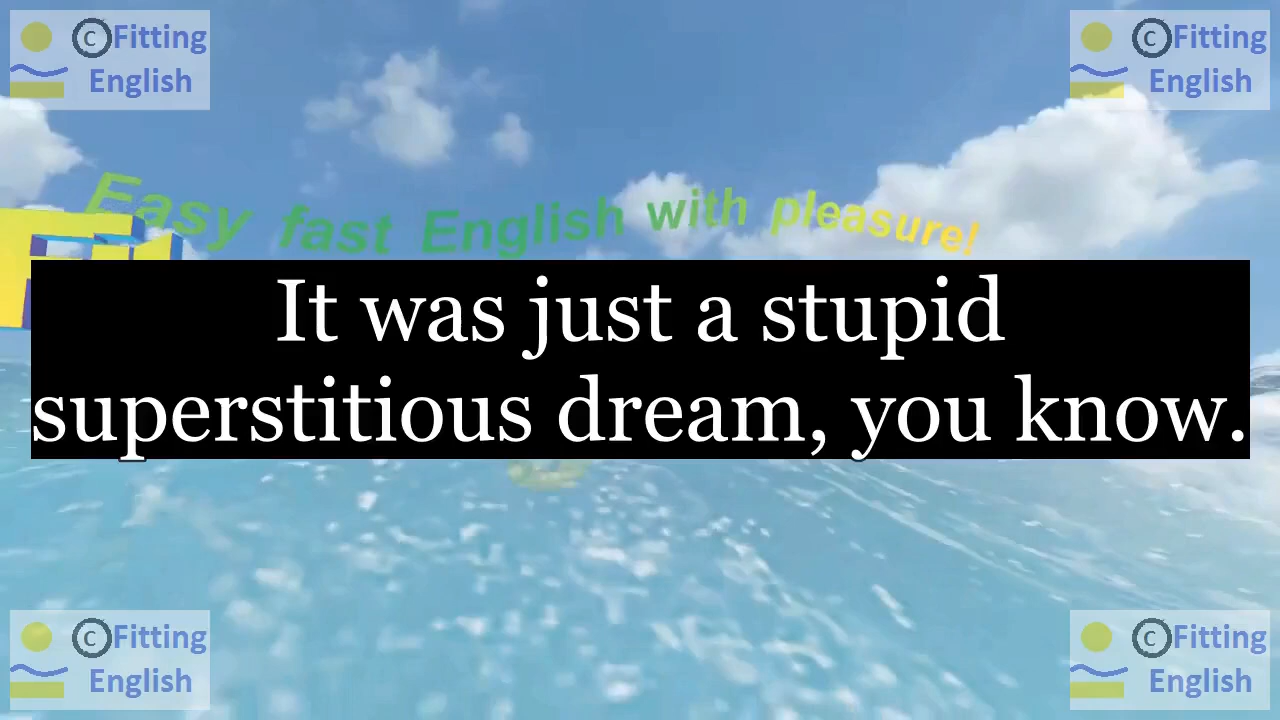 ©Fitting
English
©Fitting
English
Easy fast English with pleasure!
It was just a stupid
superstitious dream, you know.
©Fitting
English
©Fitting
English